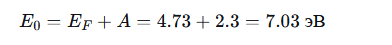 E₀ = E_F + A = 4.73 + 2.3 = 7.03 эВ